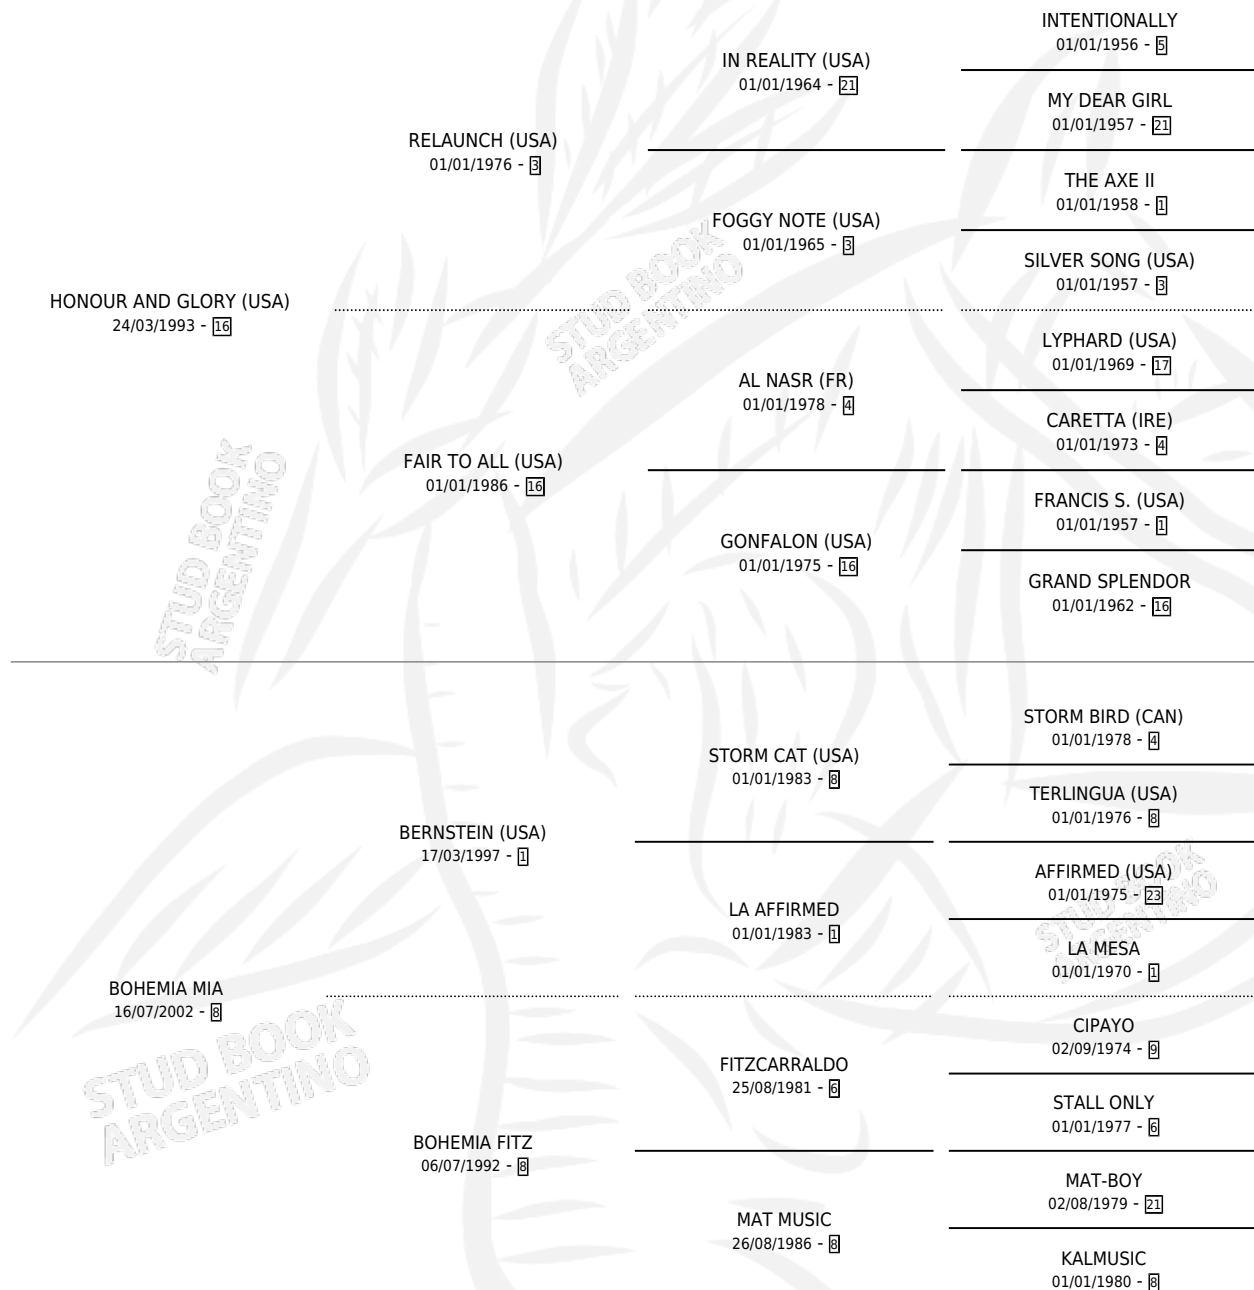 INTENTIONALLY
01/01/1956 - 5
IN REALITY (USA)
01/01/1964 - 21
MY DEAR GIRL
01/01/1957 - 21
RELAUNCH (USA)
01/01/1976 - 3
THE AXE II
01/01/1958 - 1
FOGGY NOTE (USA)
01/01/1965 - 3
SILVER SONG (USA)
01/01/1957 - 3
HONOUR AND GLORY (USA)
24/03/1993 - 16
LYPHARD (USA)
01/01/1969 - 17
AL NASR (FR)
01/01/1978 - 4
CARETTA (IRE)
01/01/1973 - 4
FAIR TO ALL (USA)
01/01/1986 - 16
FRANCIS S. (USA)
01/01/1957 - 1
GONFALON (USA)
01/01/1975 - 16
GRAND SPLENDOR
01/01/1962 - 16
STORM BIRD (CAN)
01/01/1978 - 4
STORM CAT (USA)
01/01/1983 - 8
TERLINGUA (USA)
01/01/1976 - 8
BERNSTEIN (USA)
17/03/1997 - 1
AFFIRMED (USA)
01/01/1975 - 23
LA AFFIRMED
01/01/1983 - 1
LA MESA
01/01/1970 - 1
BOHEMIA MIA
16/07/2002 - 8
CIPAYO
02/09/1974 - 9
FITZCARRALDO
25/08/1981 - 6
STALL ONLY
01/01/1977 - 6
BOHEMIA FITZ
06/07/1992 - 8
MAT-BOY
02/08/1979 - 21
MAT MUSIC
26/08/1986 - 8
KALMUSIC
01/01/1980 - 8
STUD BOOK
ARGENTINO
STUD BOOK
ARGENTINO
STUD BOOK
ARGENTINO
STUD BOOK
ARGENTINO